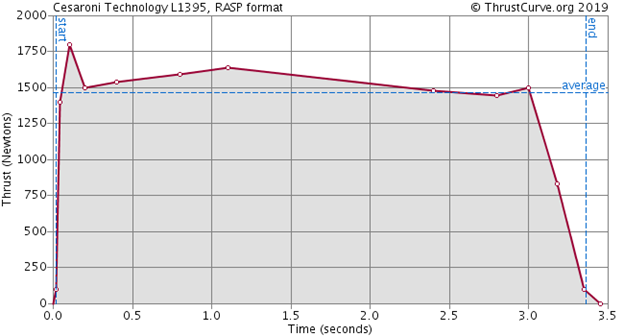 Cesaroni Technology L1395, RASP format
© ThrustCurve.org 2019
2000
1750
1500
1250
1000
750
500
250
0
Thrust (Newtons)
start
end
average
0.0 0.5 1.0 1.5 2.0 2.5 3.0 3.5
Time (seconds)